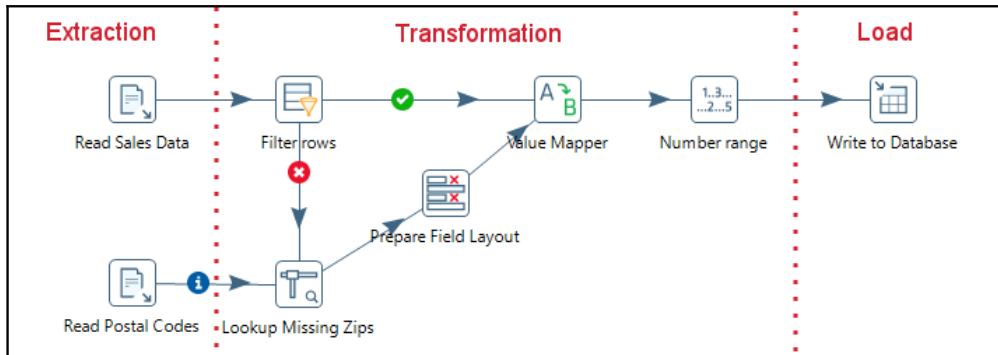 Extraction
Transformation
Load
Read Sales Data
Filter rows
A
B
Value Mapper
1..3...
...2...5
Number range
Write to Database
Prepare Field Layout
i
Read Postal Codes
Lookup Missing Zips